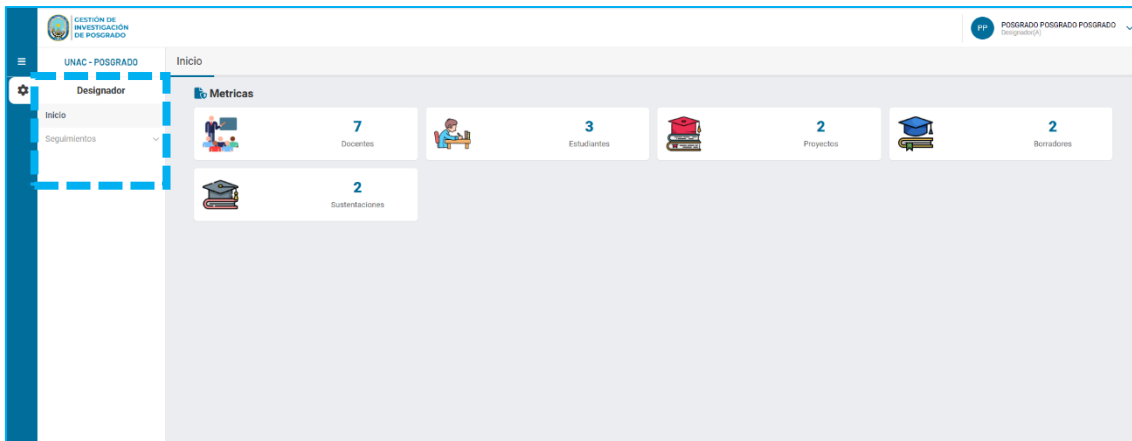 GESTIÓN DE
INVESTIGACIÓN
DE POSGRADO
PP
POSGRADO POSGRADO POSGRADO
Designador(A)
UNAC - POSGRADO
Inicio
Designador
Inicio
Seguimientos
Metricas
7
Docentes
3
Estudiantes
2
Proyectos
2
Borradores
2
Sustentaciones